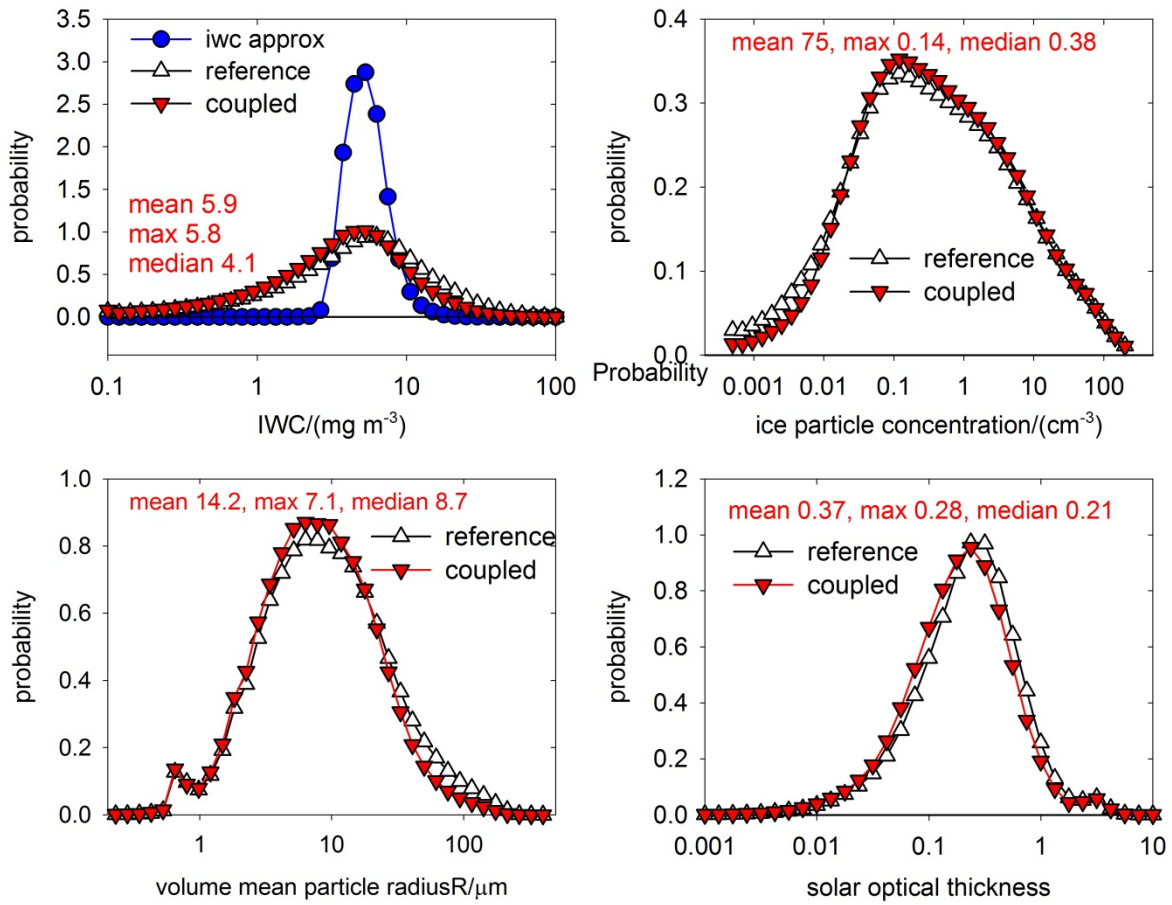 3.5
3.0
2.5
2.0
1.5
1.0
0.5
0.0
probability
iwc approx
reference
coupled
mean 5.9
max 5.8
median 4.1
0.1 1 10 100
IWC/(mg m⁻³)
0.4
0.3
0.2
0.1
0.0
probability
mean 75, max 0.14, median 0.38
reference
coupled
Probability
0.001 0.01 0.1 1 10 100
ice particle concentration/(cm⁻³)
1.0
0.8
0.6
0.4
0.2
0.0
probability
mean 14.2, max 7.1, median 8.7
reference
coupled
1 10 100
volume mean particle radiusR/μm
1.2
1.0
0.8
0.6
0.4
0.2
0.0
probability
mean 0.37, max 0.28, median 0.21
reference
coupled
0.001 0.01 0.1 1 10
solar optical thickness